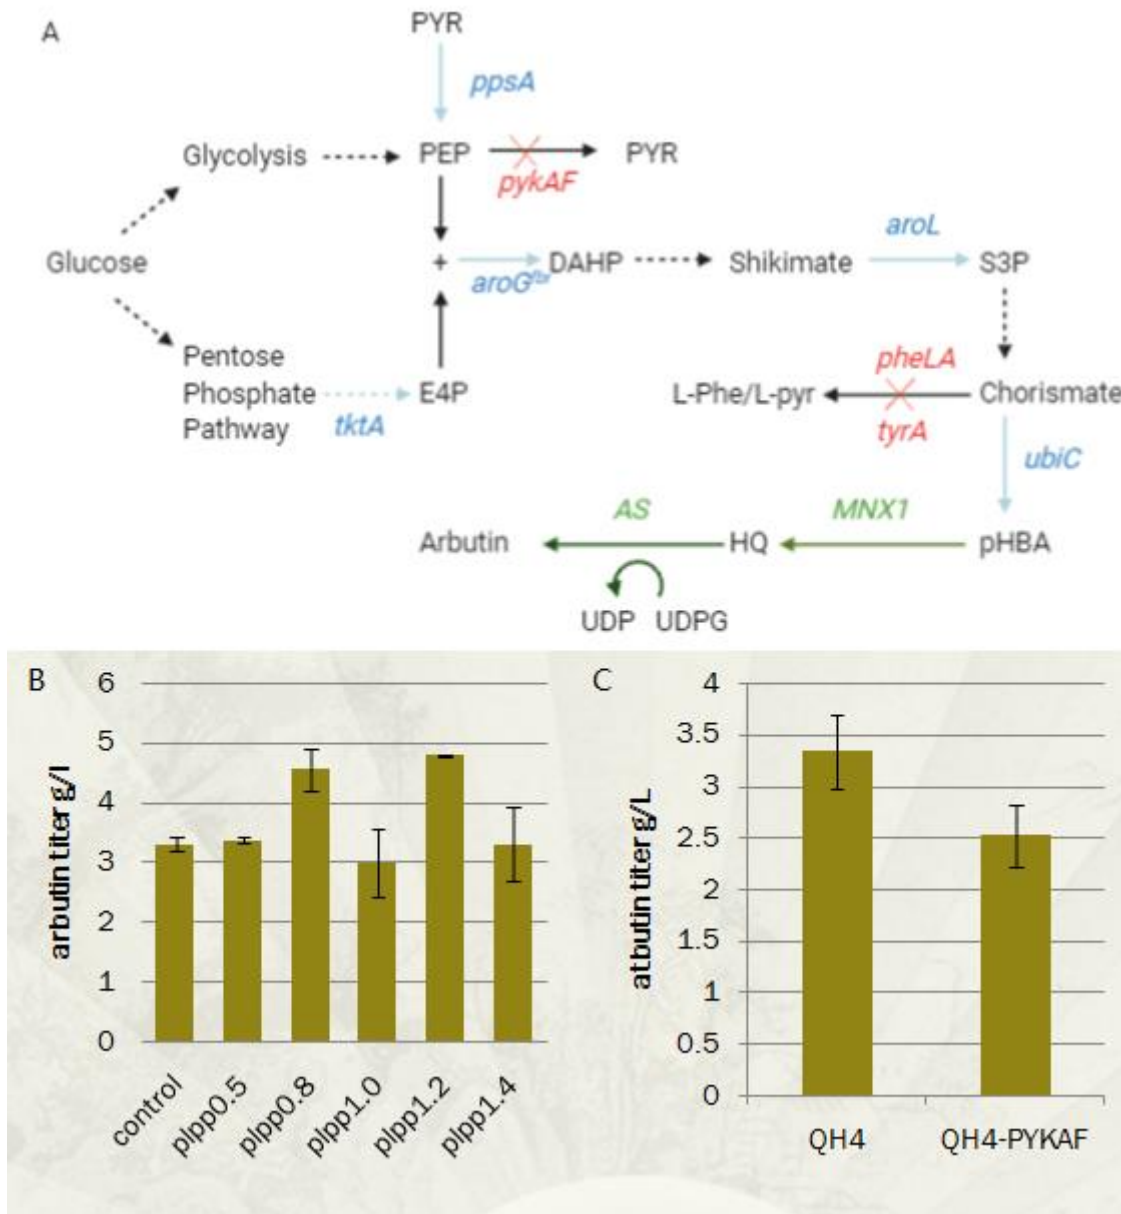 A
PYR
ppsA
Glycolysis
PEP
PYR
pykAF
Glucose
+
aroG^fbr
DAHP
Shikimate
aroL
S3P
Pentose
Phosphate
Pathway
tktA
E4P
pheLA
L-Phe/L-pyr
Chorismate
tyrA
ubiC
Arbutin
AS
HQ
MNX1
pHBA
UDP UDPG
B
arbutin titer g/l
6
5
4
3
2
1
0
control
plpp0.5
plpp0.8
plpp1.0
plpp1.2
plpp1.4
C
atbutin titer g/L
4
3.5
3
2.5
2
1.5
1
0.5
0
QH4
QH4-PYKAF